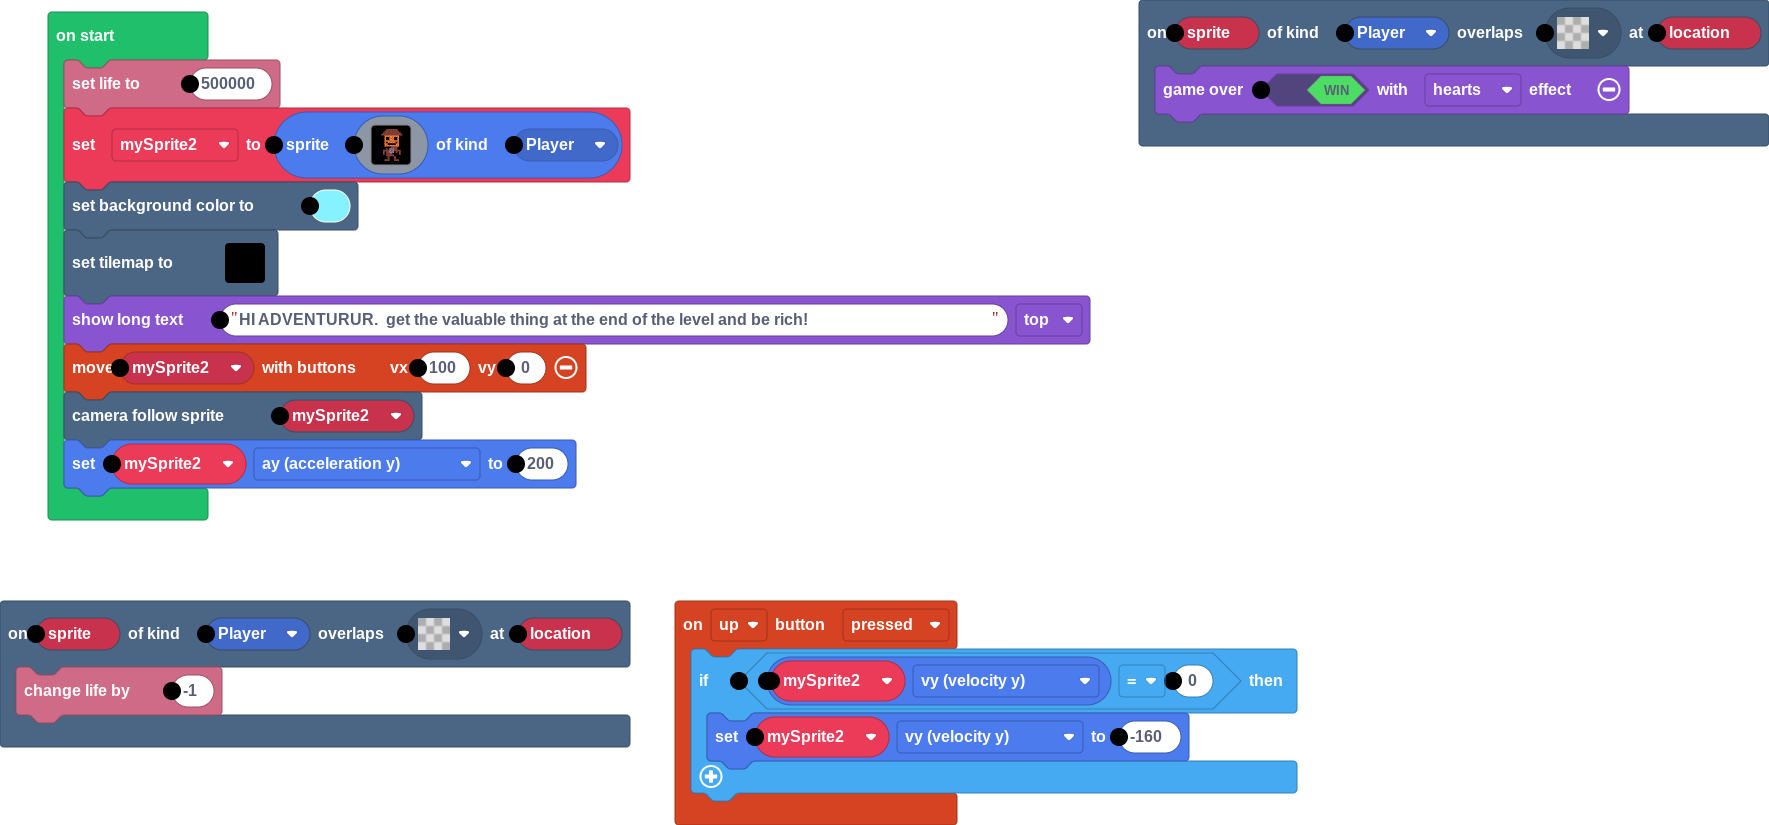 on start
set life to 500000
set mySprite2 to sprite of kind Player
set background color to
set tilemap to
show long text "HI ADVENTURUR.  get the valuable thing at the end of the level and be rich!" top
move mySprite2 with buttons vx 100 vy 0
camera follow sprite mySprite2
set mySprite2 ay (acceleration y) to 200
on sprite of kind Player overlaps at location
game over WIN with hearts effect
on sprite of kind Player overlaps at location
change life by -1
on up button pressed
if mySprite2 vy (velocity y) = 0 then
set mySprite2 vy (velocity y) to -160